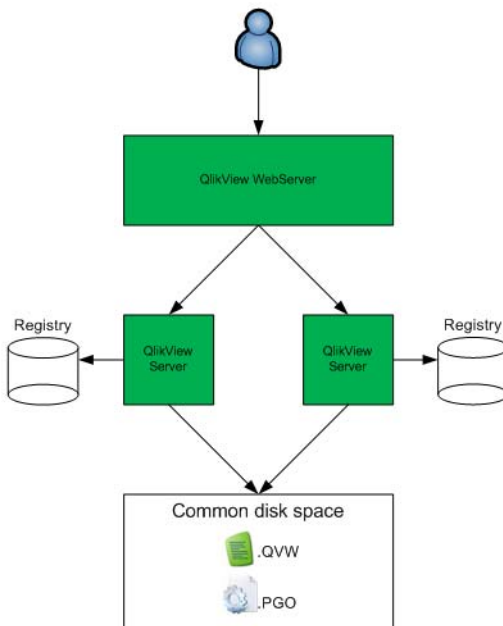 QlikView WebServer
Registry
Registry
QlikView
Server
QlikView
Server
Common disk space
.QVW
.PGO